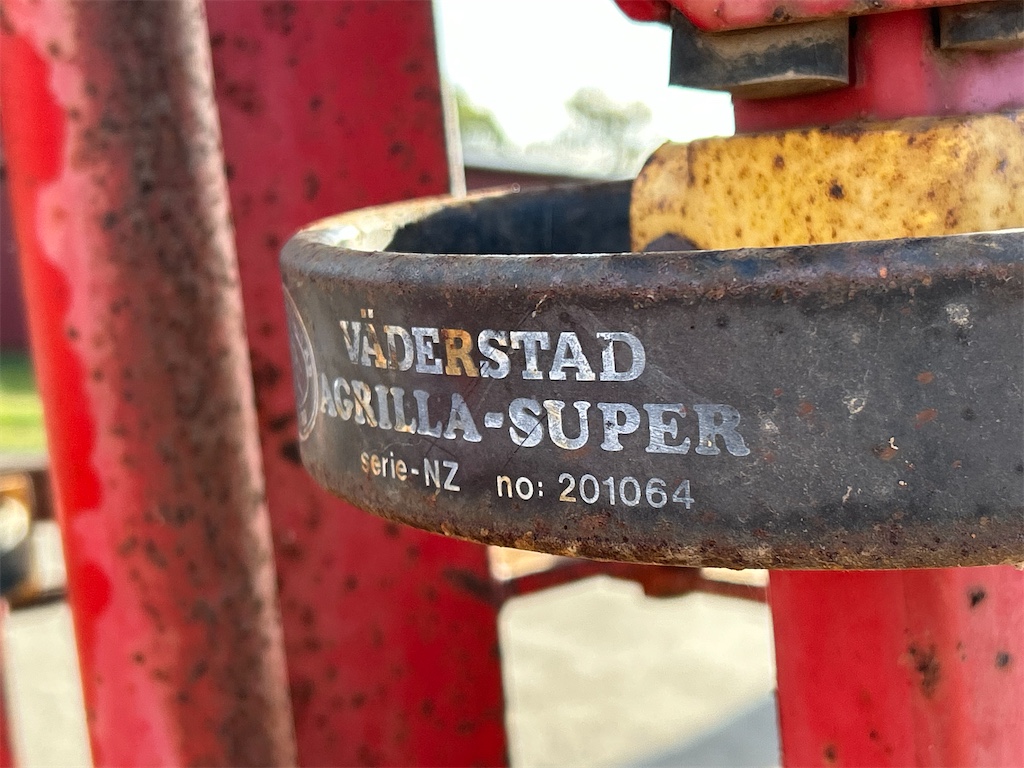 VÄDERSTAD
AGRILLA-SUPER
serie-NZ no: 201064